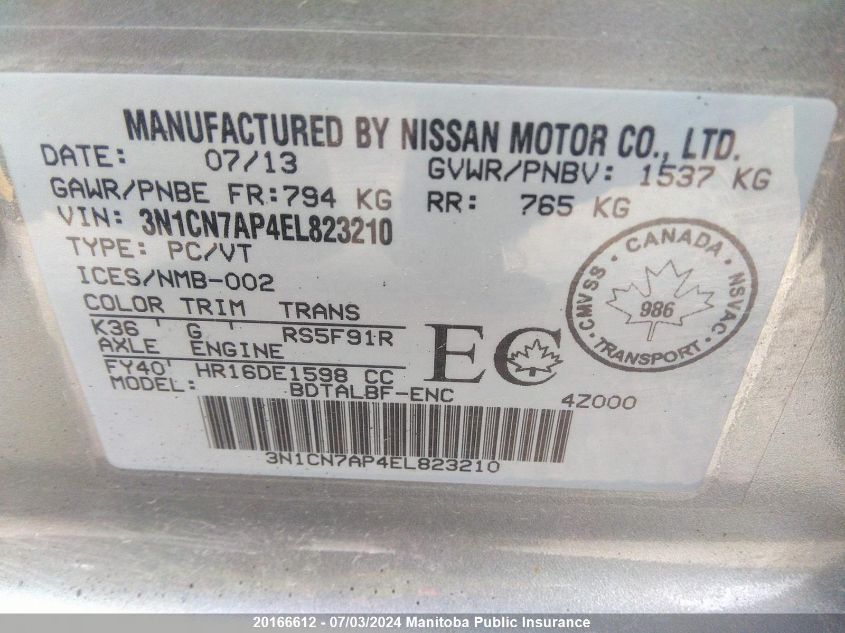 MANUFACTURED BY NISSAN MOTOR CO., LTD.
DATE: 07/13 GVWR/PNBV: 1537 KG
GAWR/PNBE FR: 794 KG RR: 765 KG
VIN: 3N1CN7AP4EL823210
TYPE: PC/VT
ICES/NMB-002
COLOR TRIM TRANS
K36 ' G ' RS5F91R
AXLE ENGINE
FY40' HR16DE1598 CC
MODEL: BDTALBF-ENC
EC
4Z000
3N1CN7AP4EL823210
CANADA
CMVSS
NSVAC
986
TRANSPORT
20166612 - 07/03/2024 Manitoba Public Insurance